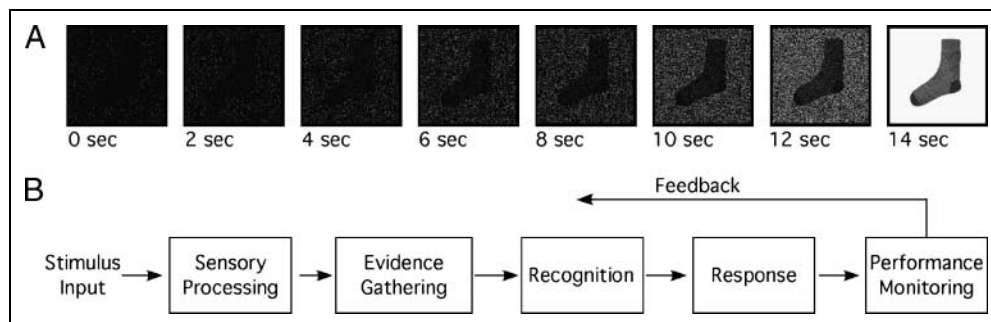 A
0 sec 2 sec 4 sec 6 sec 8 sec 10 sec 12 sec 14 sec
B
Feedback
Stimulus
Input
Sensory
Processing
Evidence
Gathering
Recognition
Response
Performance
Monitoring